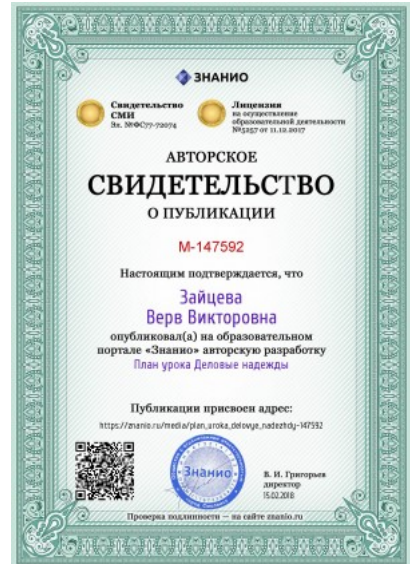 ЗНАНИО
Свидетельство
СМИ
Эл. №ФС77-72074
Лицензия
на осуществление
образовательной деятельности
№5257 от 11.12.2017
АВТОРСКОЕ
СВИДЕТЕЛЬСТВО
О ПУБЛИКАЦИИ
М-147592
Настоящим подтверждается, что
Зайцева
Верв Викторовна
опубликовал(а) на образовательном
портале «Знанио» авторскую разработку
План урока Деловые надежды
Публикации присвоен адрес:
https://znanio.ru/media/plan_uroka_delovye_nadezhdy-147592
Знанио
В. И. Григорьев
директор
15.02.2018
Проверка подлинности — на сайте znanio.ru